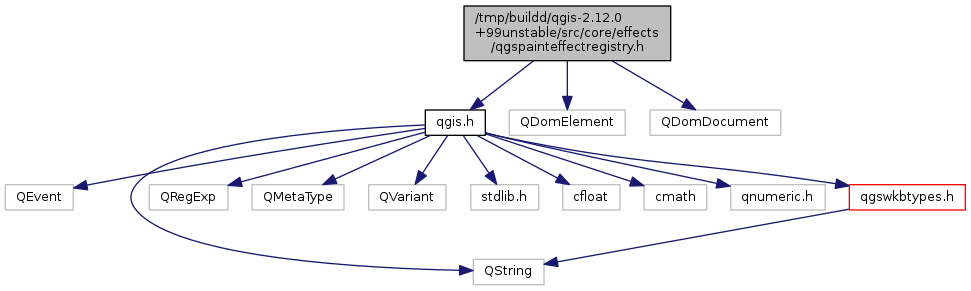 /tmp/buildd/qgis-2.12.0
+99unstable/src/core/effects
/qgspainteffectregistry.h
qgis.h
QDomElement
QDomDocument
QEvent
QRegExp
QMetaType
QVariant
stdlib.h
cfloat
cmath
qnumeric.h
qgswkbtypes.h
QString